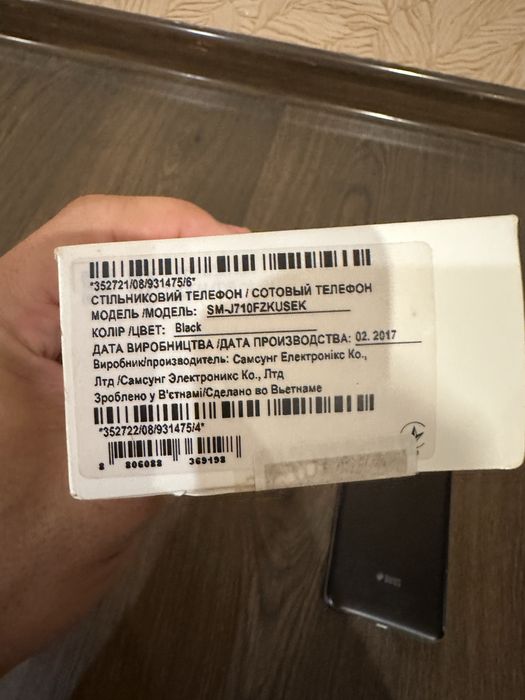 *352721/08/931475/6*
СТІЛЬНИКОВИЙ ТЕЛЕФОН / СОТОВЫЙ ТЕЛЕФОН
МОДЕЛЬ /МОДЕЛЬ: SM-J710FZKUSEK
КОЛІР /ЦВЕТ: Black
ДАТА ВИРОБНИЦТВА /ДАТА ПРОИЗВОДСТВА: 02. 2017
Виробник/производитель: Самсунг Електронікс Ко.,
Лтд /Самсунг Электроникс Ко., Лтд
Зроблено у В'єтнамі/Сделано во Вьетнаме
*352722/08/931475/4*
8 806088 369198
DUOS